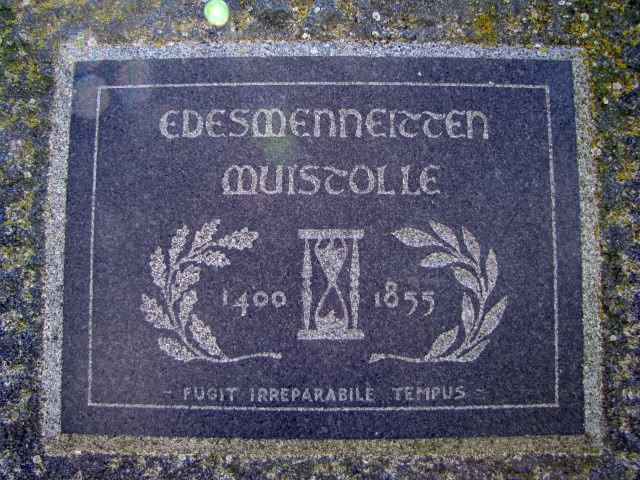 EDESMENNEITTEN
MUISTOLLE
1400 1855
- FUGIT IRREPARABILE TEMPUS -